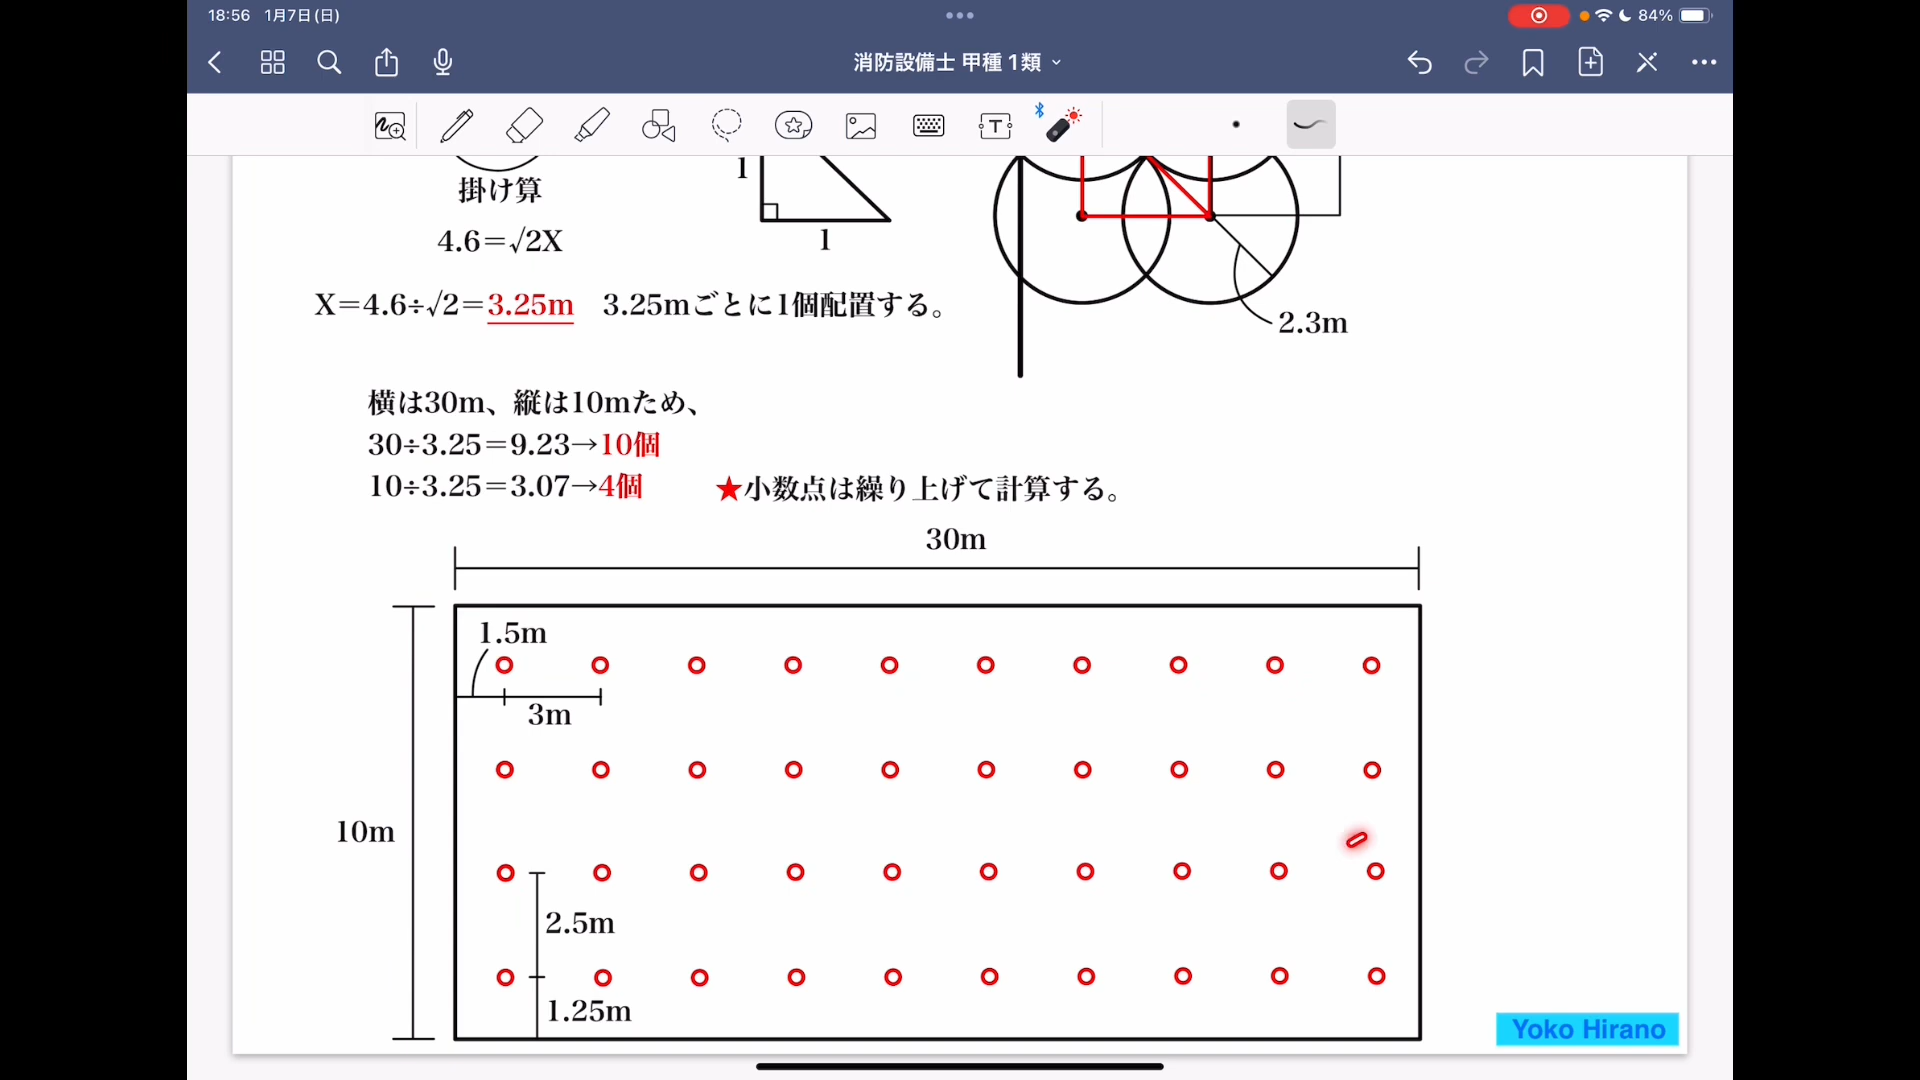 18:56 1月7日(日)
84%
消防設備士 甲種 1類
掛け算
4.6=√2X
1
1
X=4.6÷√2=3.25m 3.25mごとに1個配置する。
2.3m
横は30m、縦は10mため、
30÷3.25=9.23→10個
10÷3.25=3.07→4個 ★小数点は繰り上げて計算する。
30m
1.5m
3m
10m
2.5m
1.25m
Yoko Hirano